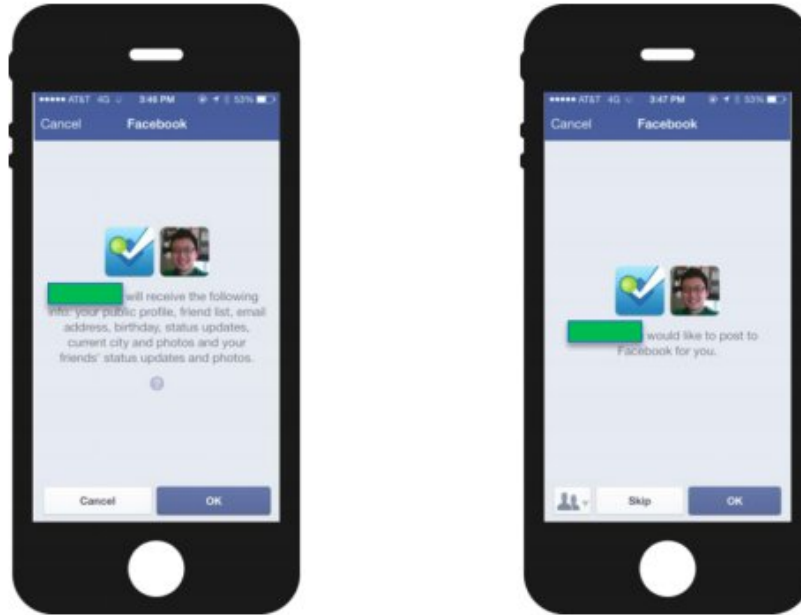 AT&T 4G 3:46 PM 53%
Cancel Facebook
will receive the following
info: your public profile, friend list, email
address, birthday, status updates,
current city and photos and your
friends' status updates and photos.
?
Cancel OK
AT&T 4G 3:47 PM 53%
Cancel Facebook
would like to post to
Facebook for you.
Skip OK